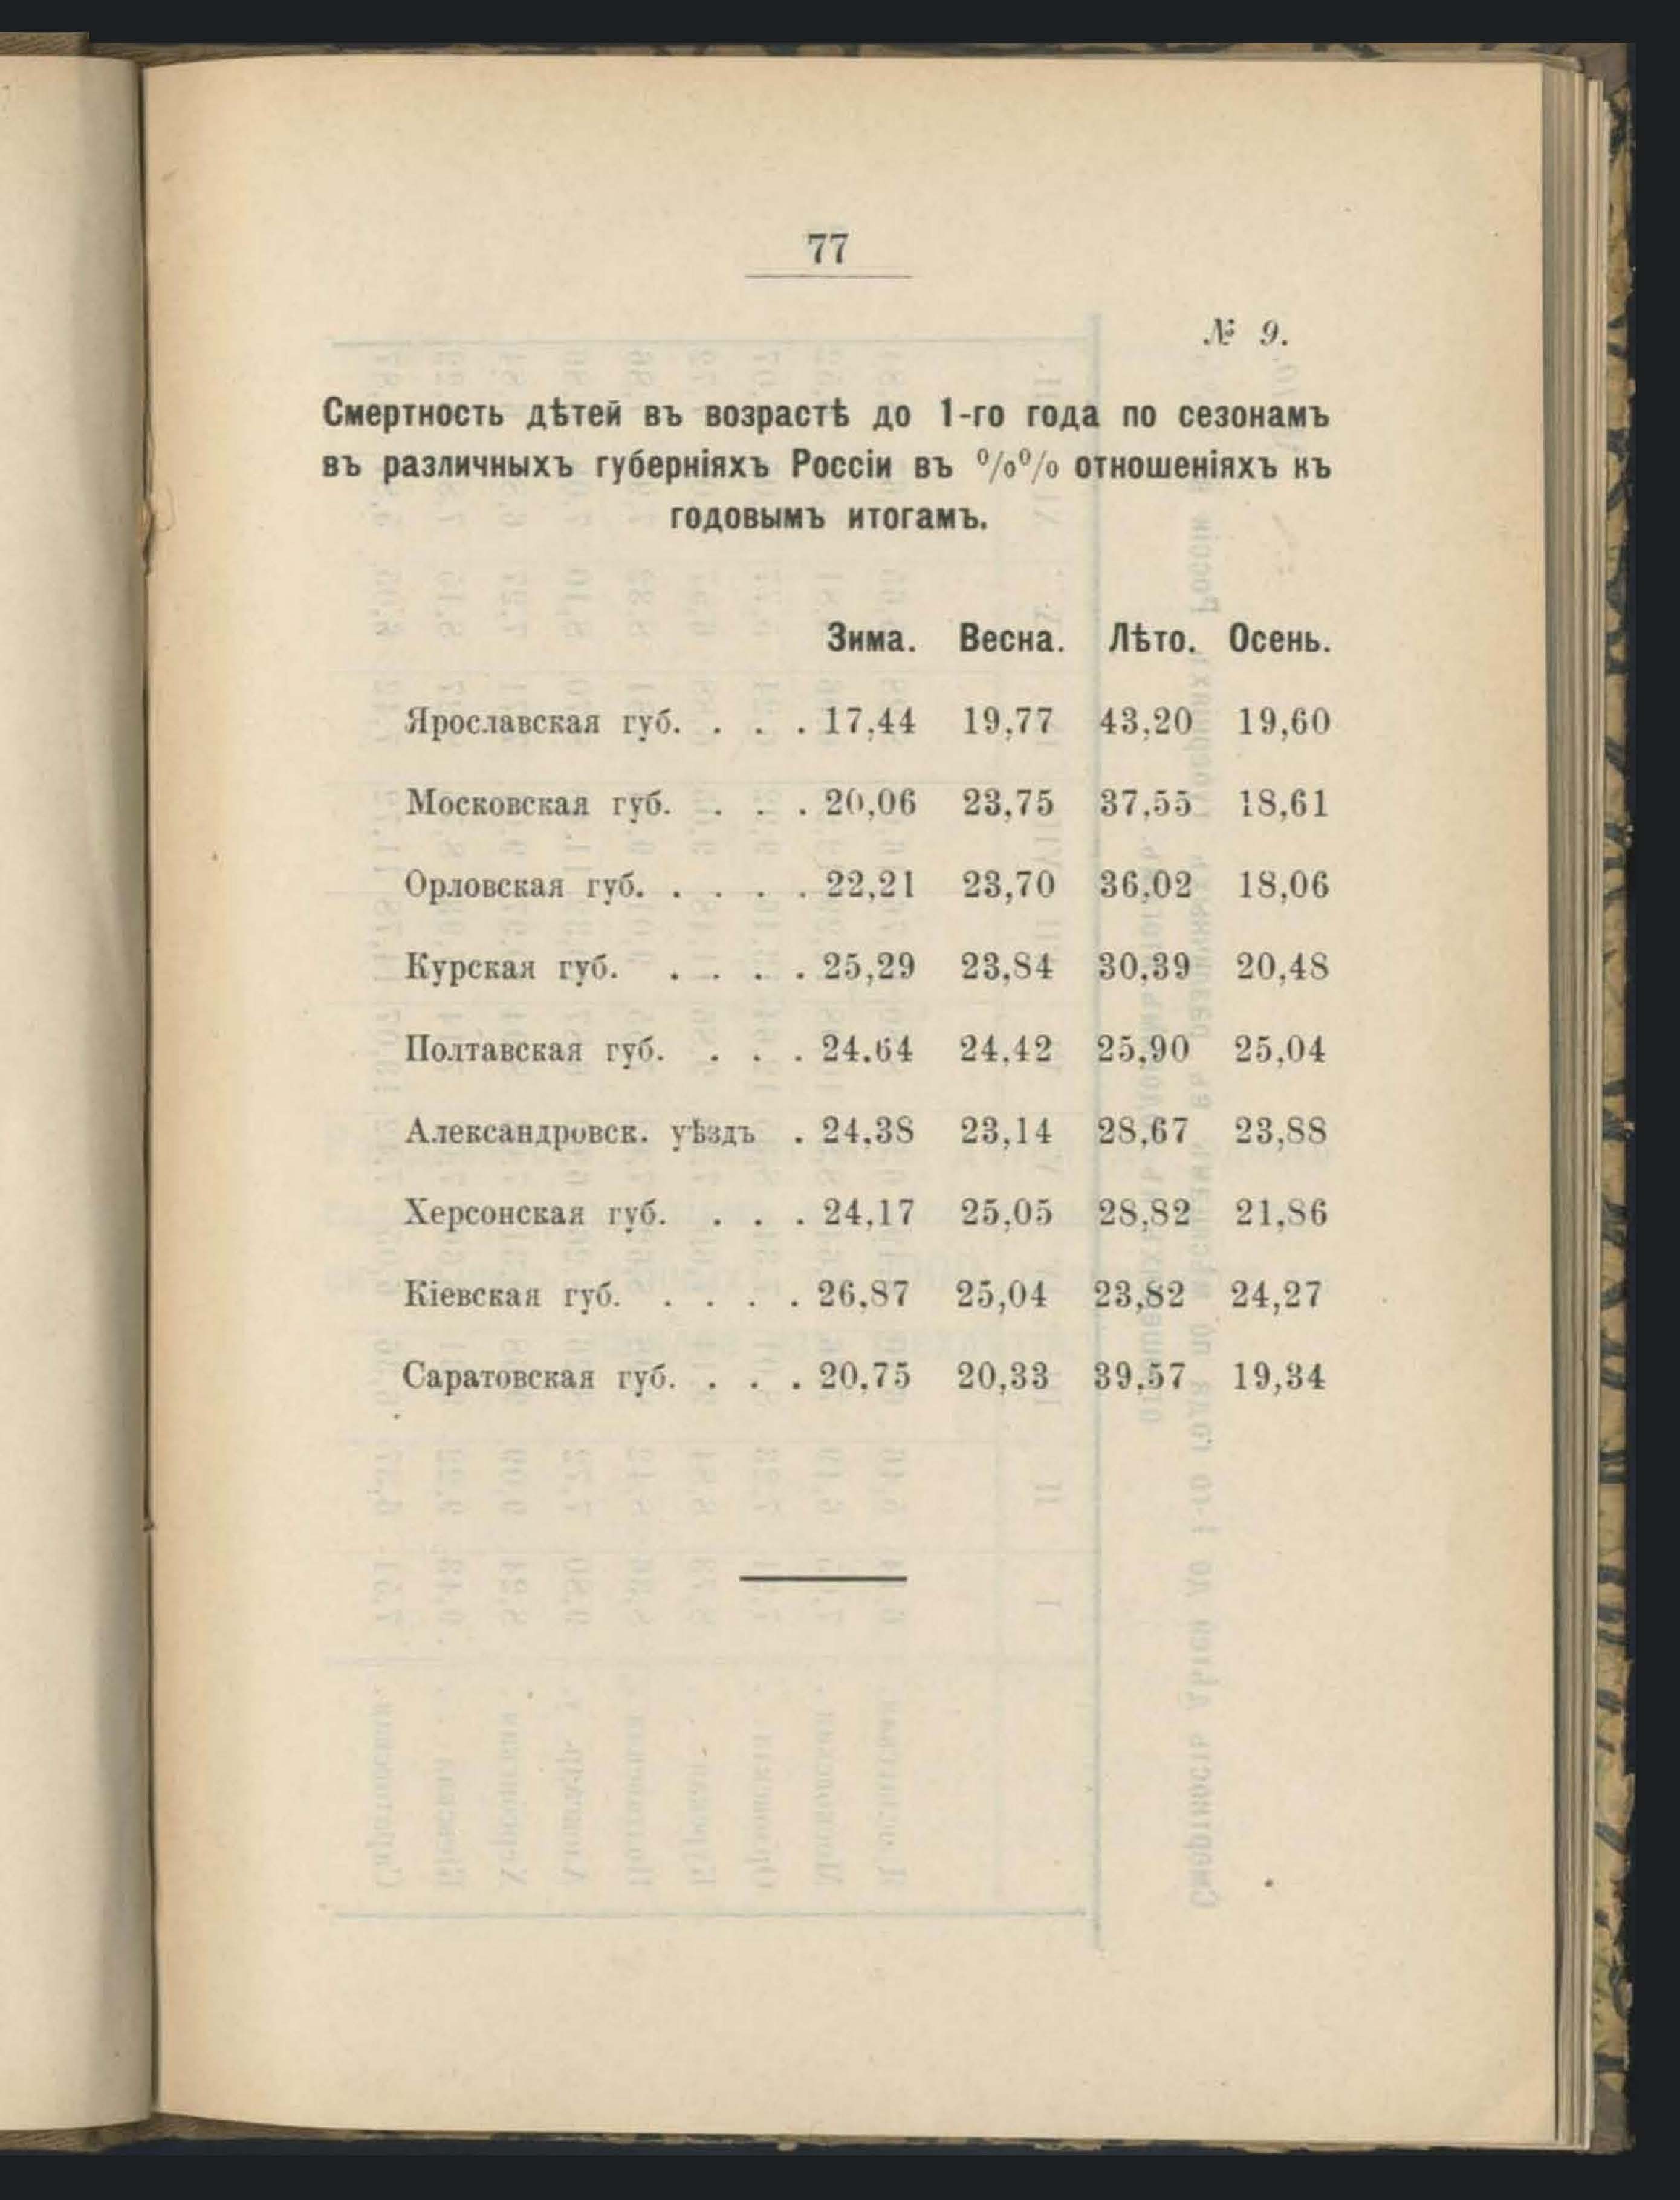 77
№ 9.
Смертность дѣтей въ возрастѣ до 1-го года по сезонамъ
въ различныхъ губерніяхъ Россіи въ %% отношеніяхъ къ
годовымъ итогамъ.
Зима. Весна. Лѣто. Осень.
Ярославская губ. . . . 17,44 19,77 43,20 19,60
Московская губ. . . . 20,06 23,75 37,55 18,61
Орловская губ. . . . . 22,21 23,70 36,02 18,06
Курская губ. . . . . 25,29 23,84 30,39 20,48
Полтавская губ. . . . 24.64 24,42 25,90 25,04
Александровск. уѣздъ . 24,38 23,14 28,67 23,88
Херсонская губ. . . . 24,17 25,05 28,82 21,86
Кіевская губ. . . . . 26,87 25,04 23,82 24,27
Саратовская губ. . . . 20,75 20,33 39,57 19,34